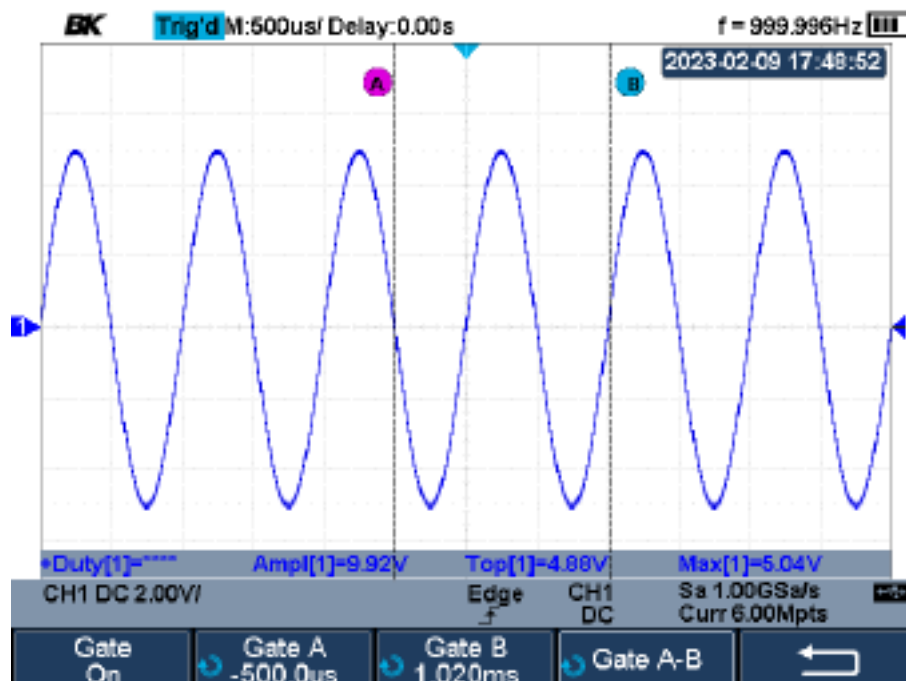 BK Trig'd M:500us/ Delay:0.00s f = 999.996Hz
2023-02-09 17:48:52
A B
1
Duty[1]=**** Ampl[1]=9.92V Top[1]=4.88V Max[1]=5.04V
CH1 DC 2.00V/ Edge CH1 Sa 1.00GSa/s
DC Curr 6.00Mpts
Gate Gate A Gate B Gate A-B
On -500.0us 1.020ms